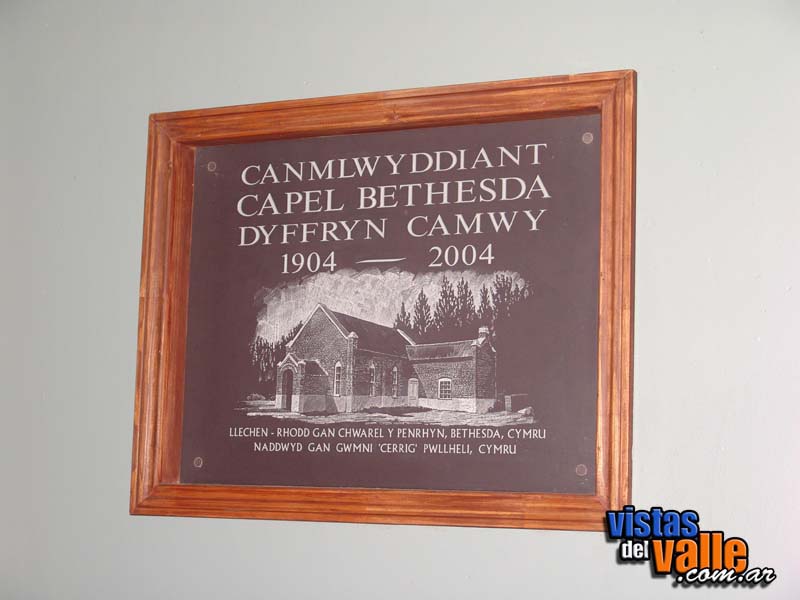 CANMLWYDDIANT
CAPEL BETHESDA
DYFFRYN CAMWY
1904 — 2004
LLECHEN - RHODD GAN CHWAREL Y PENRHYN, BETHESDA, CYMRU
NADDWYD GAN GWMNI 'CERRIG' PWLLHELI, CYMRU
vistas
del valle
.com.ar